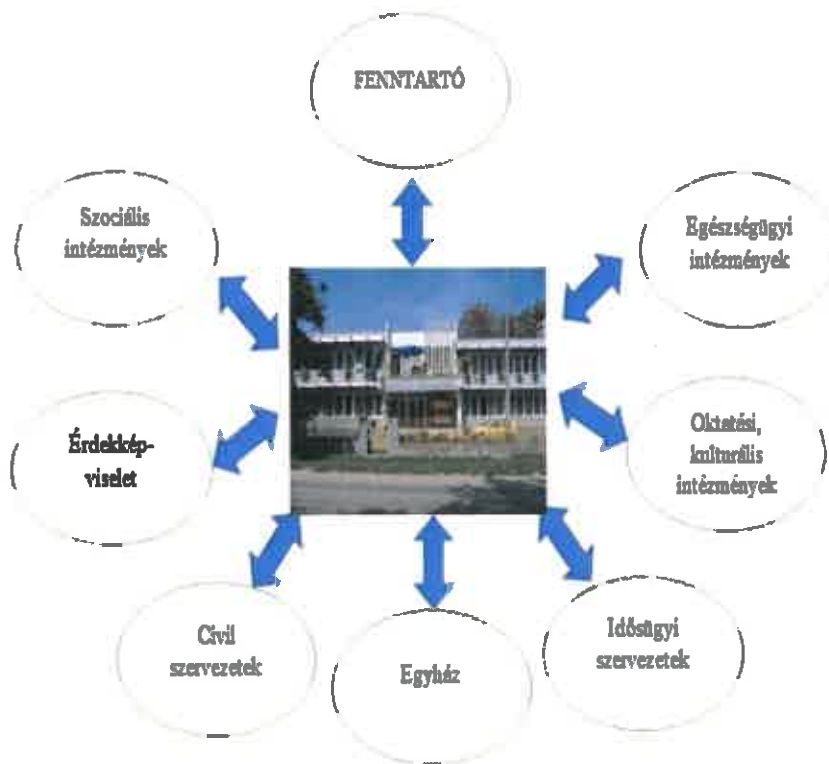 FENNTARTÓ
Szociális
intézmények
Egészségügyi
intézmények
Érdekkép-
viselet
Oktatási,
kulturális
intézmények
Civil
szervezetek
Egyház
Idősügyi
szervezetek